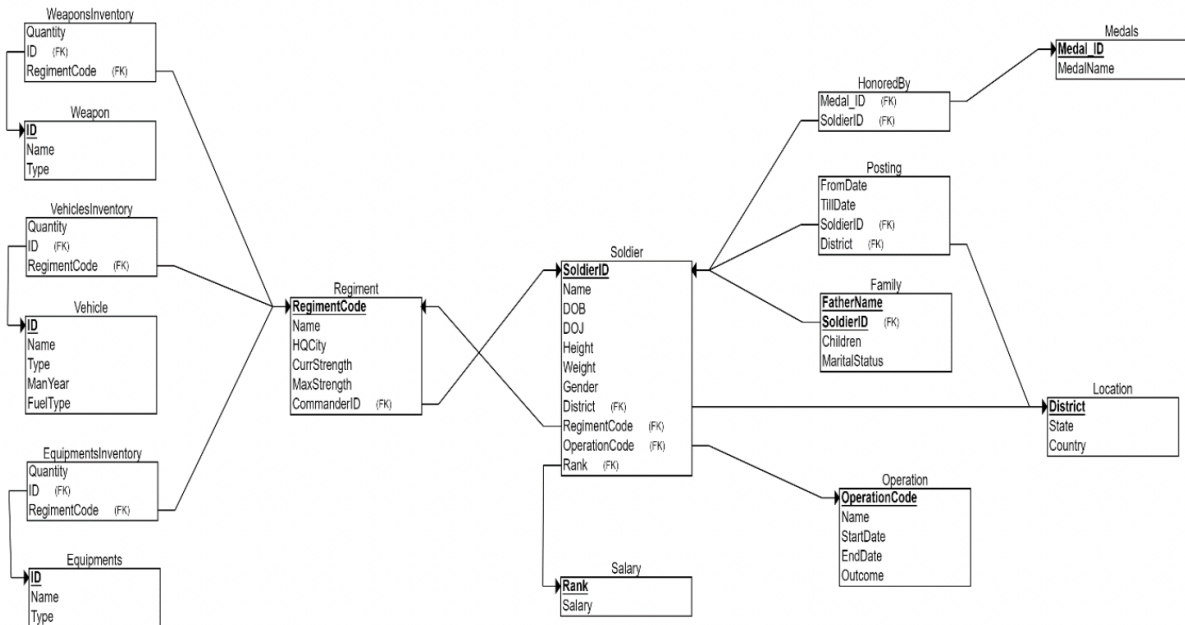 WeaponsInventory
Quantity
ID (FK)
RegimentCode (FK)
Weapon
ID
Name
Type
VehiclesInventory
Quantity
ID (FK)
RegimentCode (FK)
Vehicle
ID
Name
Type
ManYear
FuelType
EquipmentsInventory
Quantity
ID (FK)
RegimentCode (FK)
Equipments
ID
Name
Type
Regiment
RegimentCode
Name
HQCity
CurrStrength
MaxStrength
CommanderID (FK)
Soldier
SoldierID
Name
DOB
DOJ
Height
Weight
Gender
District (FK)
RegimentCode (FK)
OperationCode (FK)
Rank (FK)
Salary
Rank
Salary
Medals
Medal_ID
MedalName
HonoredBy
Medal_ID (FK)
SoldierID (FK)
Posting
FromDate
TillDate
SoldierID (FK)
District (FK)
Family
FatherName
SoldierID (FK)
Children
MaritalStatus
Location
District
State
Country
Operation
OperationCode
Name
StartDate
EndDate
Outcome